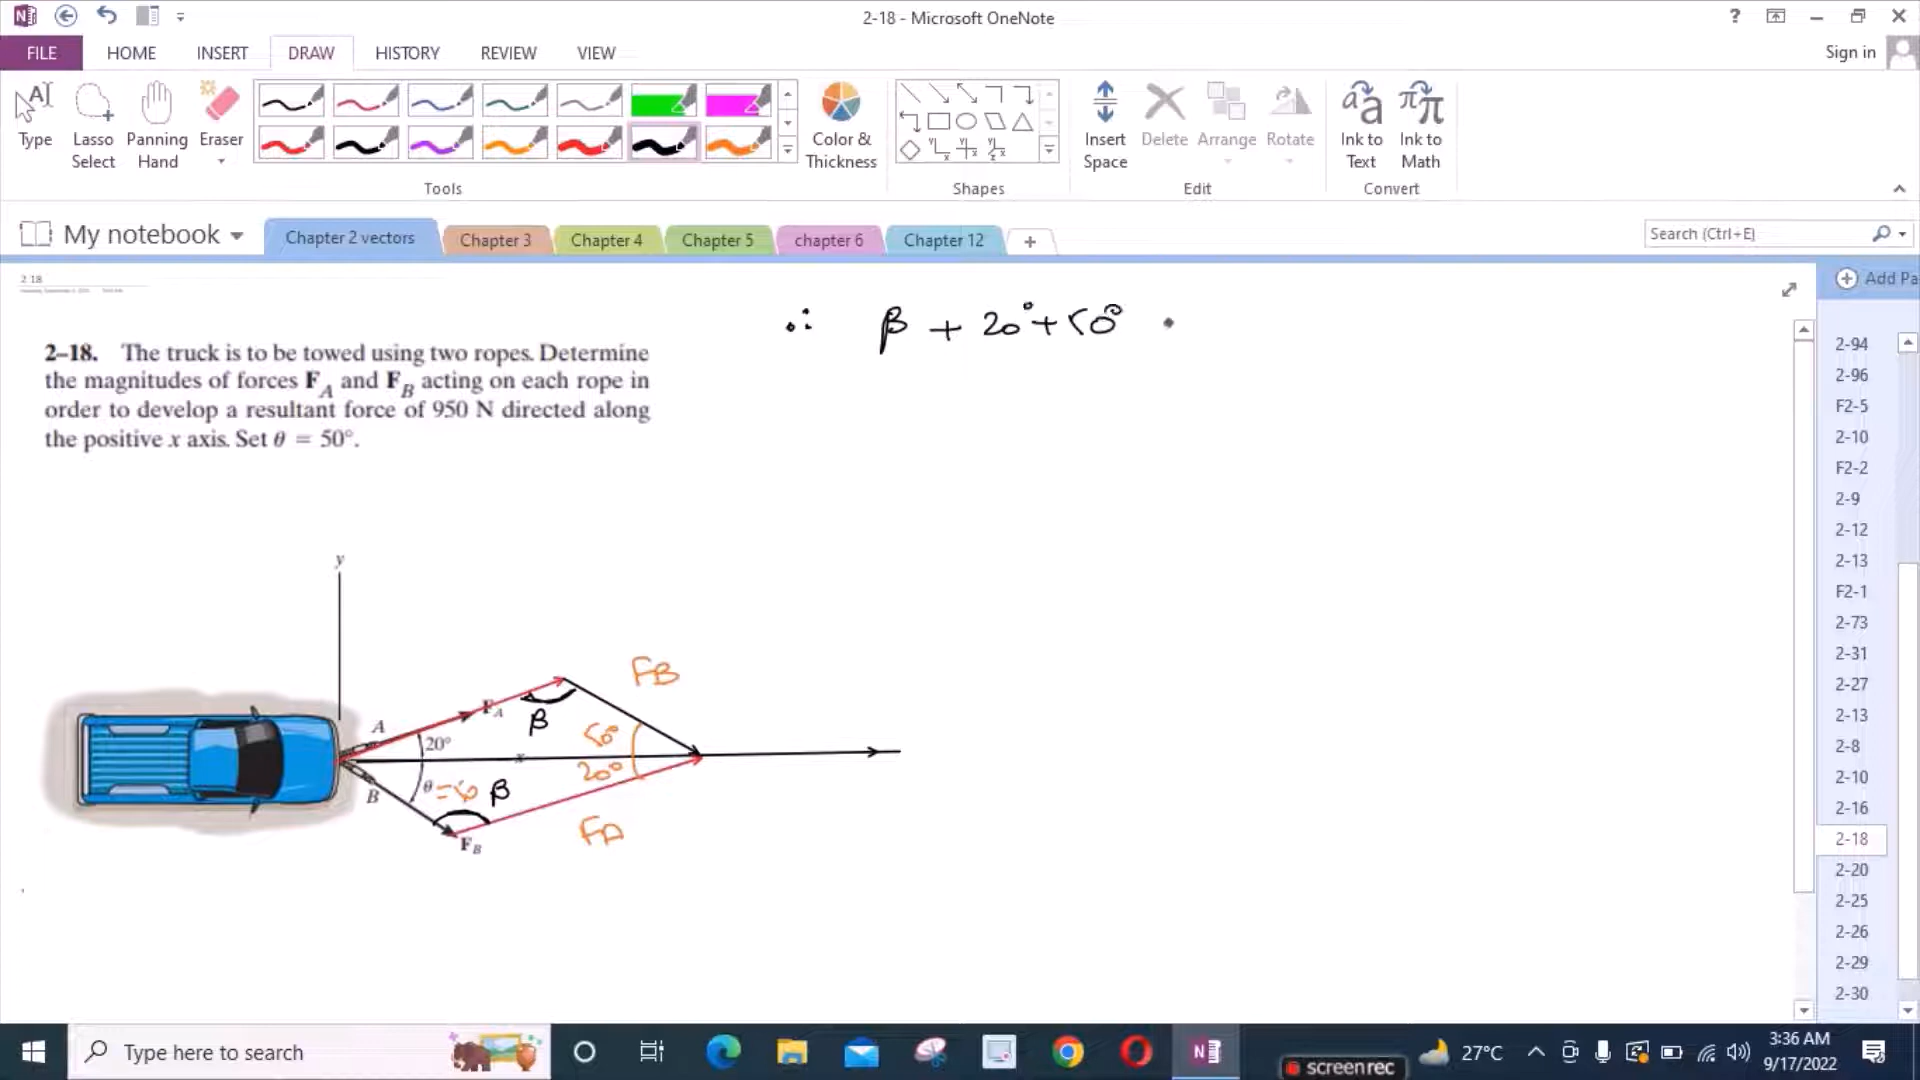 2-18 - Microsoft OneNote
?
FILE
HOME
INSERT
DRAW
HISTORY
REVIEW
VIEW
Sign in
Type
Lasso
Select
Panning
Hand
Eraser
Color &
Thickness
Insert
Space
Delete
Arrange
Rotate
Ink to
Text
Ink to
Math
Tools
Shapes
Edit
Convert
My notebook
Chapter 2 vectors
Chapter 3
Chapter 4
Chapter 5
chapter 6
Chapter 12
Search (Ctrl+E)
2 18
Add Pa
∴ β + 20° + 50°
2–18. The truck is to be towed using two ropes. Determine
the magnitudes of forces F_A and F_B acting on each rope in
order to develop a resultant force of 950 N directed along
the positive x axis. Set θ = 50°.
y
FB
A
F_A
β
50°
20°
x
20°
B
θ =
β
F_B
FA
2-94
2-96
F2-5
2-10
F2-2
2-9
2-12
2-13
F2-1
2-73
2-31
2-27
2-13
2-8
2-10
2-16
2-18
2-20
2-25
2-26
2-29
2-30
Type here to search
27°C
3:36 AM
9/17/2022
screenrec